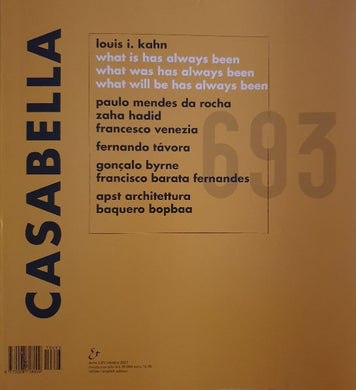 CASABELLA
louis i. kahn
what is has always been
what was has always been
what will be has always been
paulo mendes da rocha
zaha hadid
francesco venezia
fernando távora
gonçalo byrne
francisco barata fernandes
apst architettura
baquero bopbaa
693